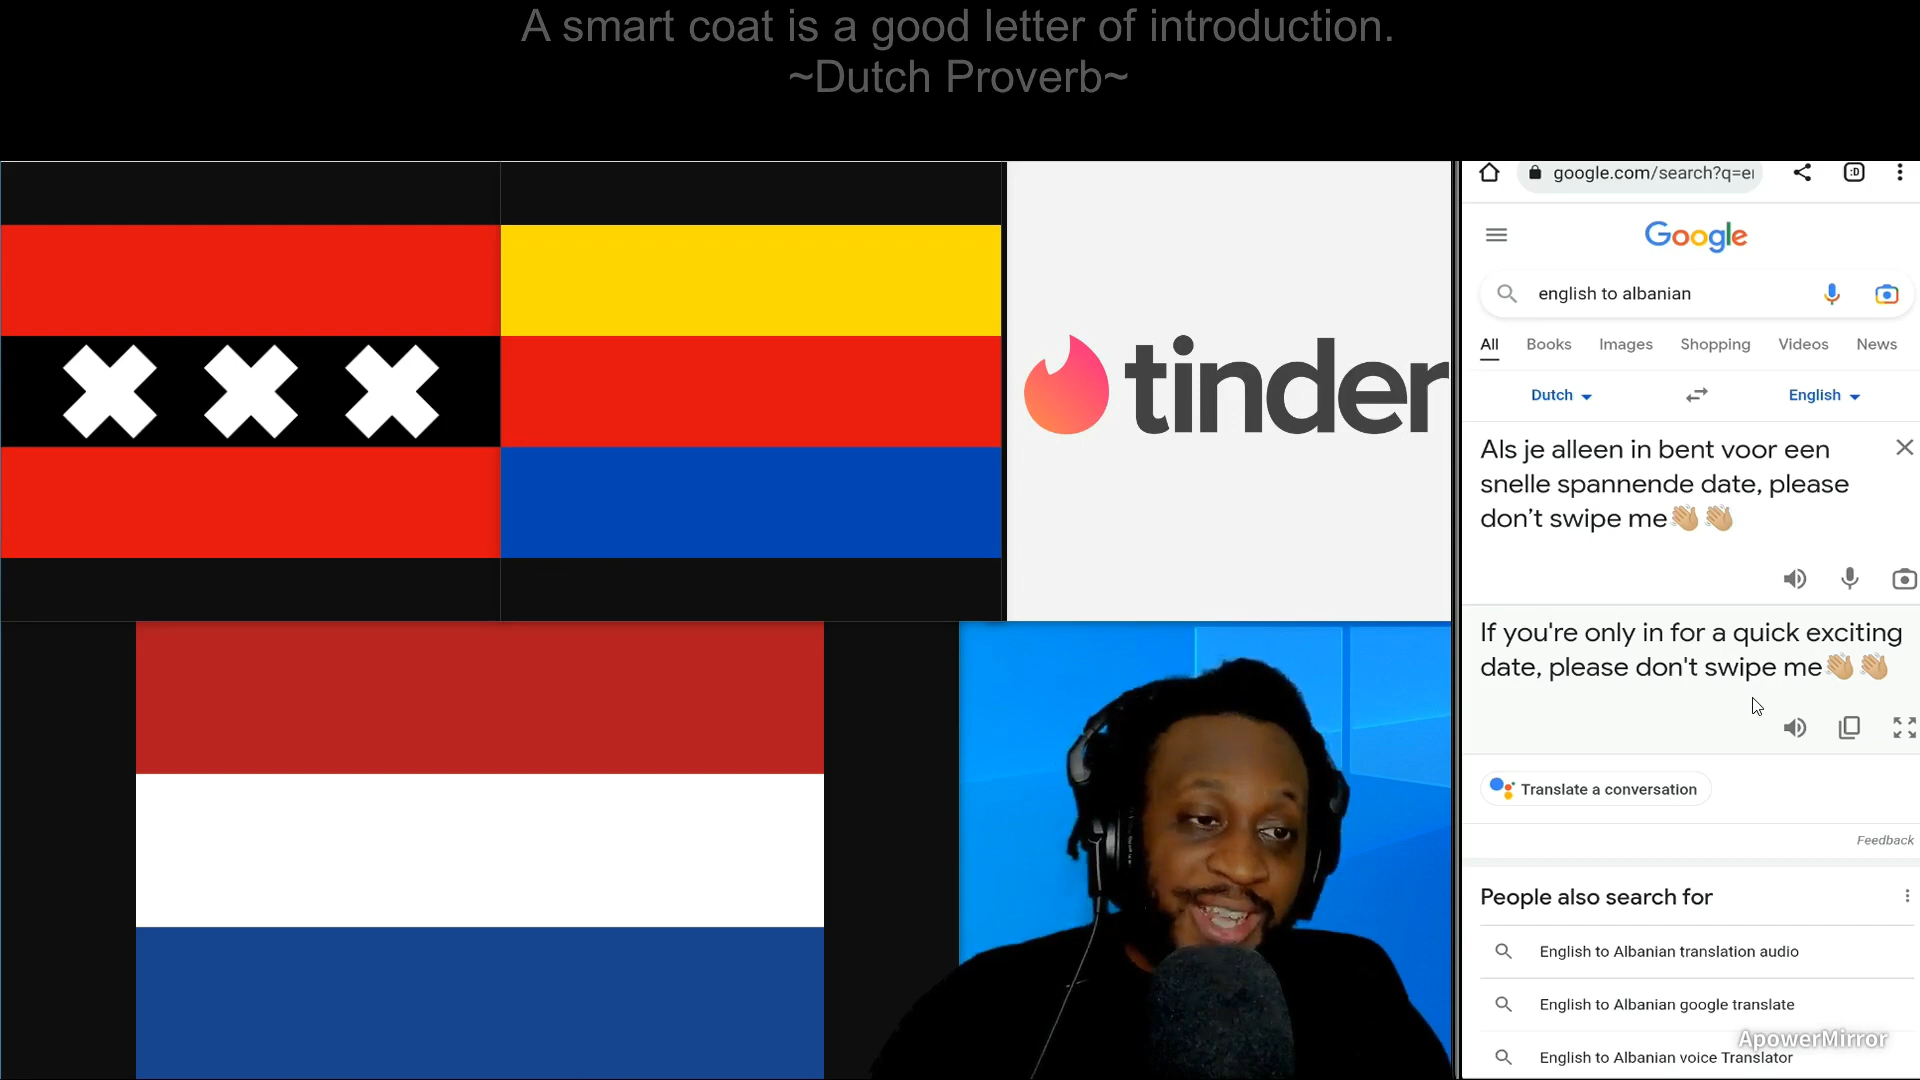 A smart coat is a good letter of introduction.
~Dutch Proverb~
tinder
google.com/search?q=e
Google
english to albanian
All Books Images Shopping Videos News
Dutch English
Als je alleen in bent voor een
snelle spannende date, please
don’t swipe me👋🏼 👋🏼
If you're only in for a quick exciting
date, please don't swipe me👋🏼 👋🏼
Translate a conversation
Feedback
People also search for
English to Albanian translation audio
English to Albanian google translate
ApowerMirror
English to Albanian voice Translator